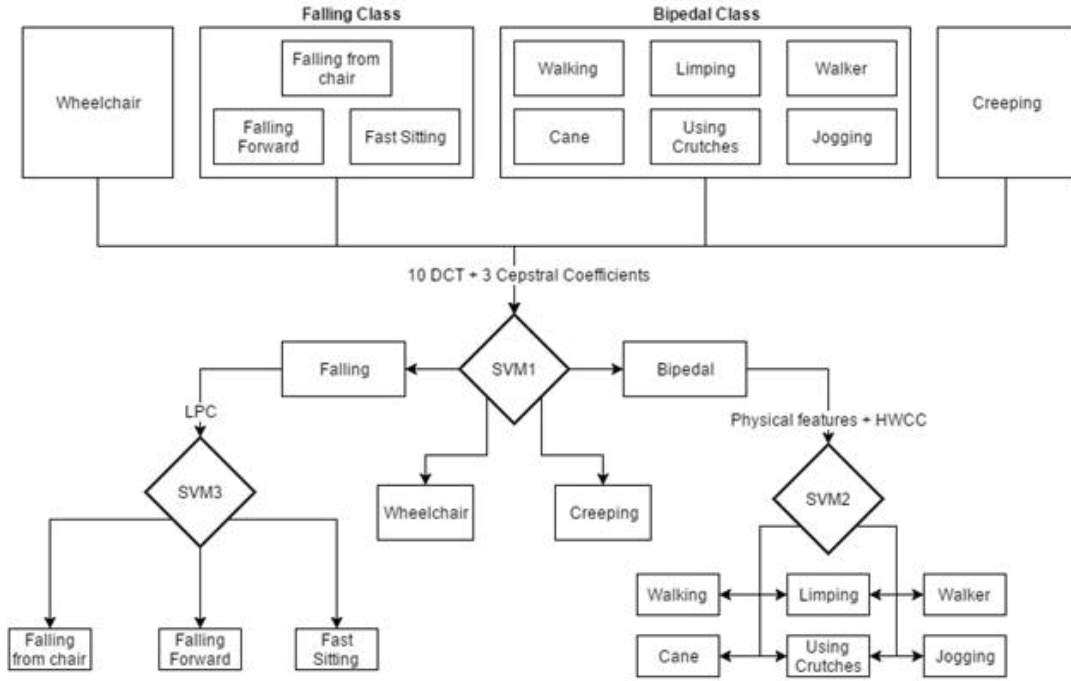 Falling Class
Bipedal Class
Wheelchair
Falling from
chair
Falling
Forward
Fast Sitting
Walking
Limping
Walker
Cane
Using
Crutches
Jogging
Creeping
10 DCT + 3 Cepstral Coefficients
Falling
SVM1
Bipedal
LPC
Physical features + HWCC
SVM3
Wheelchair
Creeping
SVM2
Walking
Limping
Walker
Falling
from chair
Falling
Forward
Fast
Sitting
Cane
Using
Crutches
Jogging